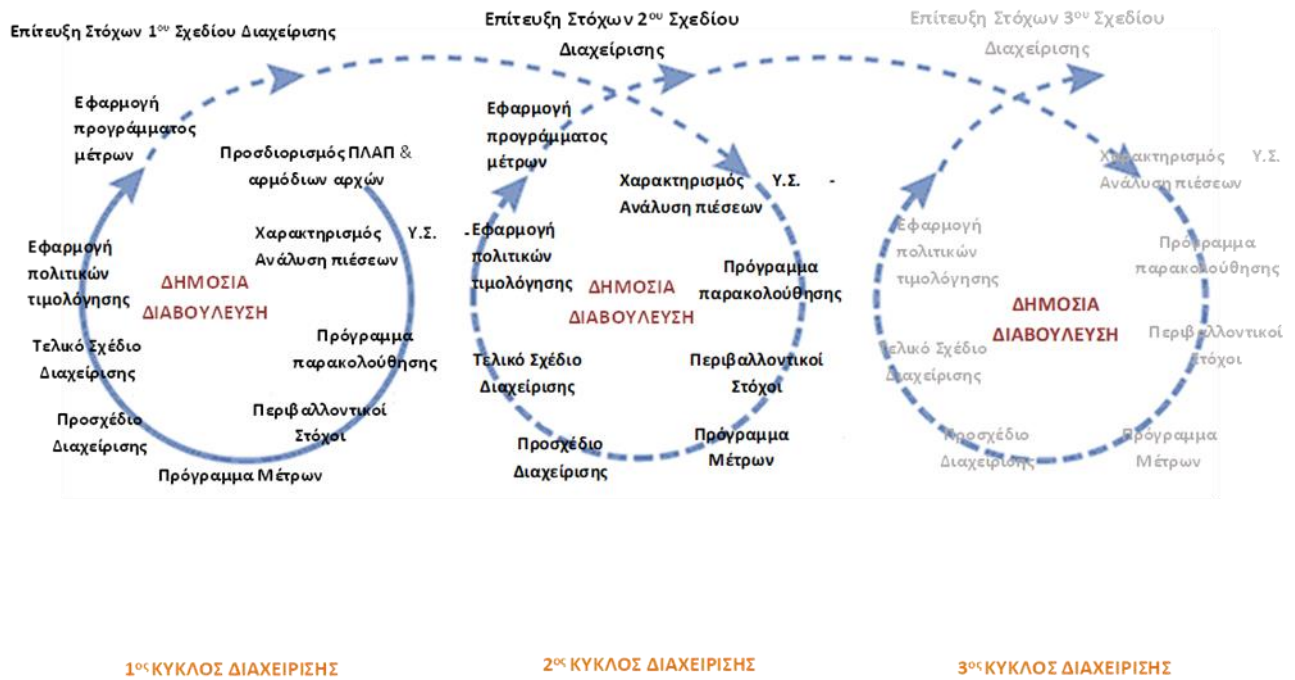 Επίτευξη Στόχων 1ου Σχεδίου Διαχείρισης
Εφαρμογή
προγράμματος
μέτρων
Προσδιορισμός ΠΛΑΠ &
αρμόδιων αρχών
Χαρακτηρισμός Υ.Σ. -
Ανάλυση πιέσεων
Εφαρμογή
πολιτικών
τιμολόγησης
ΔΗΜΟΣΙΑ
ΔΙΑΒΟΥΛΕΥΣΗ
Πρόγραμμα
παρακολούθησης
Τελικό Σχέδιο
Διαχείρισης
Περιβαλλοντικοί
Στόχοι
Προσχέδιο
Διαχείρισης
Πρόγραμμα Μέτρων
Επίτευξη Στόχων 2ου Σχεδίου
Διαχείρισης
Εφαρμογή
προγράμματος
μέτρων
Χαρακτηρισμός Υ.Σ. -
Ανάλυση πιέσεων
Εφαρμογή
πολιτικών
τιμολόγησης
ΔΗΜΟΣΙΑ
ΔΙΑΒΟΥΛΕΥΣΗ
Πρόγραμμα
παρακολούθησης
Τελικό Σχέδιο
Διαχείρισης
Περιβαλλοντικοί
Στόχοι
Προσχέδιο
Διαχείρισης
Πρόγραμμα
Μέτρων
Επίτευξη Στόχων 3ου Σχεδίου
Διαχείρισης
Χαρακτηρισμός Υ.Σ.
Ανάλυση πιέσεων
Εφαρμογή
πολιτικών
τιμολόγησης
Πρόγραμμα
παρακολούθησης
ΔΗΜΟΣΙΑ
ΔΙΑΒΟΥΛΕΥΣΗ
Περιβαλλοντικοί
Στόχοι
Τελικό Σχέδιο
Διαχείρισης
Προσχέδιο
Διαχείρισης
Πρόγραμμα
Μέτρων
1ος ΚΥΚΛΟΣ ΔΙΑΧΕΙΡΙΣΗΣ
2ος ΚΥΚΛΟΣ ΔΙΑΧΕΙΡΙΣΗΣ
3ος ΚΥΚΛΟΣ ΔΙΑΧΕΙΡΙΣΗΣ